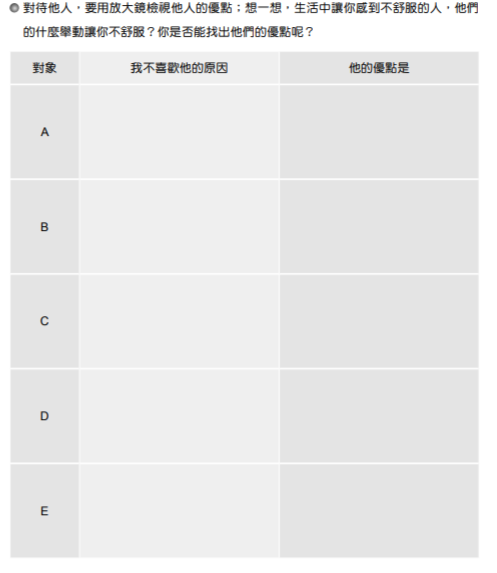 對待他人，要用放大鏡檢視他人的優點；想一想，生活中讓你感到不舒服的人，他們
的什麼舉動讓你不舒服？你是否能找出他們的優點呢？
對象 我不喜歡他的原因 他的優點是
A
B
C
D
E